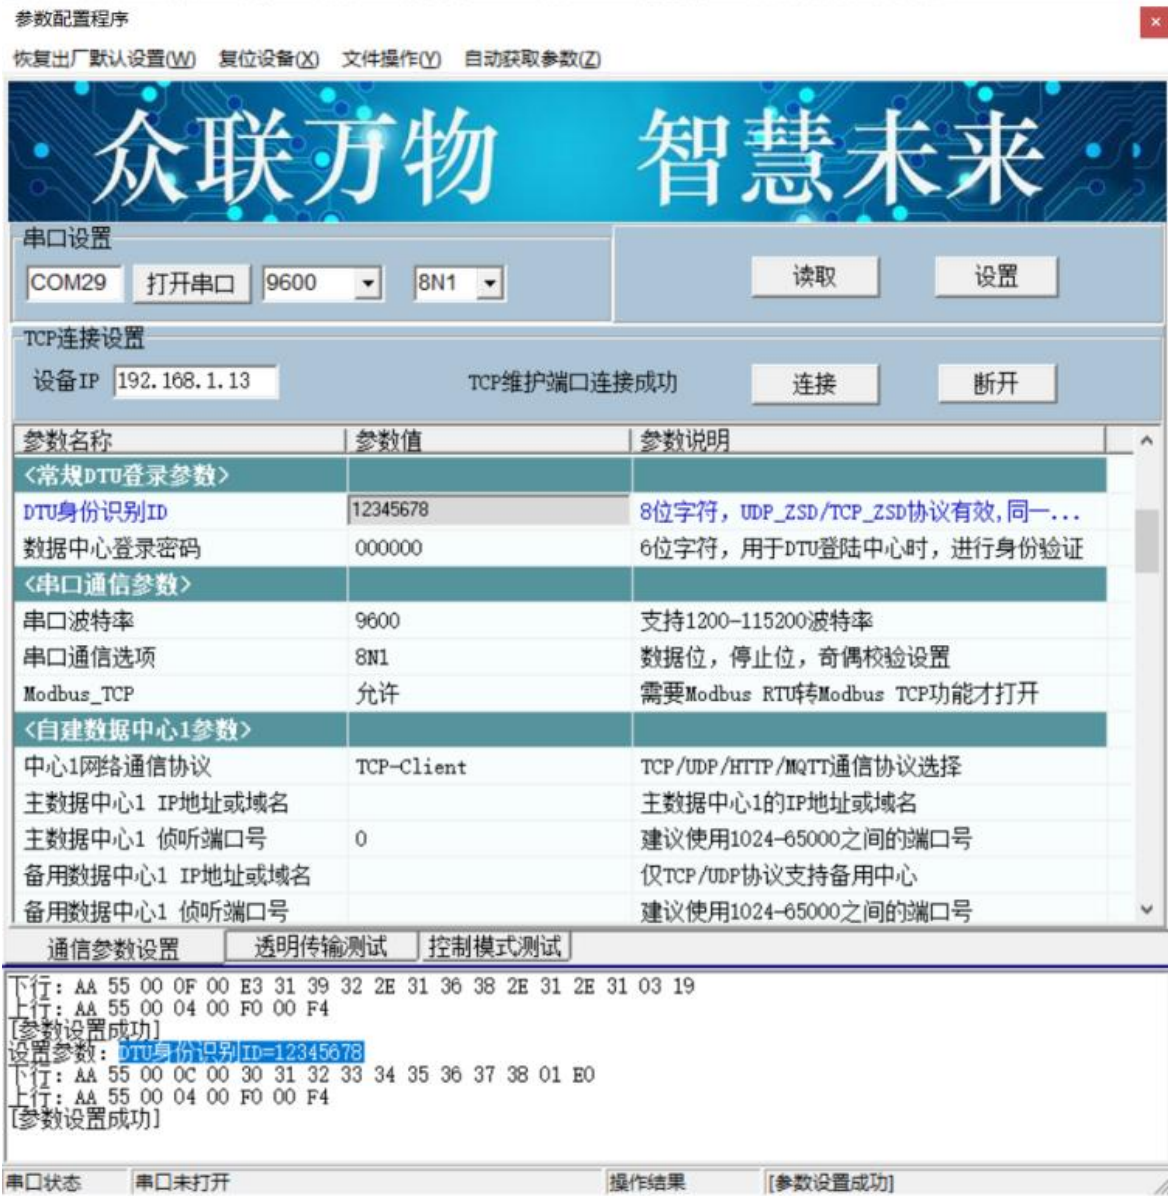 参数配置程序
恢复出厂默认设置(W) 复位设备(X) 文件操作(Y) 自动获取参数(Z)
众联万物 智慧未来
串口设置
COM29 打开串口 9600 8N1 读取 设置
TCP连接设置
设备IP 192.168.1.13 TCP维护端口连接成功 连接 断开
参数名称 参数值 参数说明
<常规DTU登录参数>
DTU身份识别ID 12345678 8位字符，UDP_ZSD/TCP_ZSD协议有效,同一...
数据中心登录密码 000000 6位字符，用于DTU登陆中心时，进行身份验证
<串口通信参数>
串口波特率 9600 支持1200-115200波特率
串口通信选项 8N1 数据位，停止位，奇偶校验设置
Modbus_TCP 允许 需要Modbus RTU转Modbus TCP功能才打开
<自建数据中心1参数>
中心1网络通信协议 TCP-Client TCP/UDP/HTTP/MQTT通信协议选择
主数据中心1 IP地址或域名 主数据中心1的IP地址或域名
主数据中心1 侦听端口号 0 建议使用1024-65000之间的端口号
备用数据中心1 IP地址或域名 仅TCP/UDP协议支持备用中心
备用数据中心1 侦听端口号 建议使用1024-65000之间的端口号
通信参数设置 透明传输测试 控制模式测试
下行: AA 55 00 0F 00 E3 31 39 32 2E 31 36 38 2E 31 2E 31 03 19
上行: AA 55 00 04 00 F0 00 F4
[参数设置成功]
设置参数: DTU身份识别ID=12345678
下行: AA 55 00 0C 00 30 31 32 33 34 35 36 37 38 01 E0
上行: AA 55 00 04 00 F0 00 F4
[参数设置成功]
串口状态 串口未打开 操作结果 [参数设置成功]